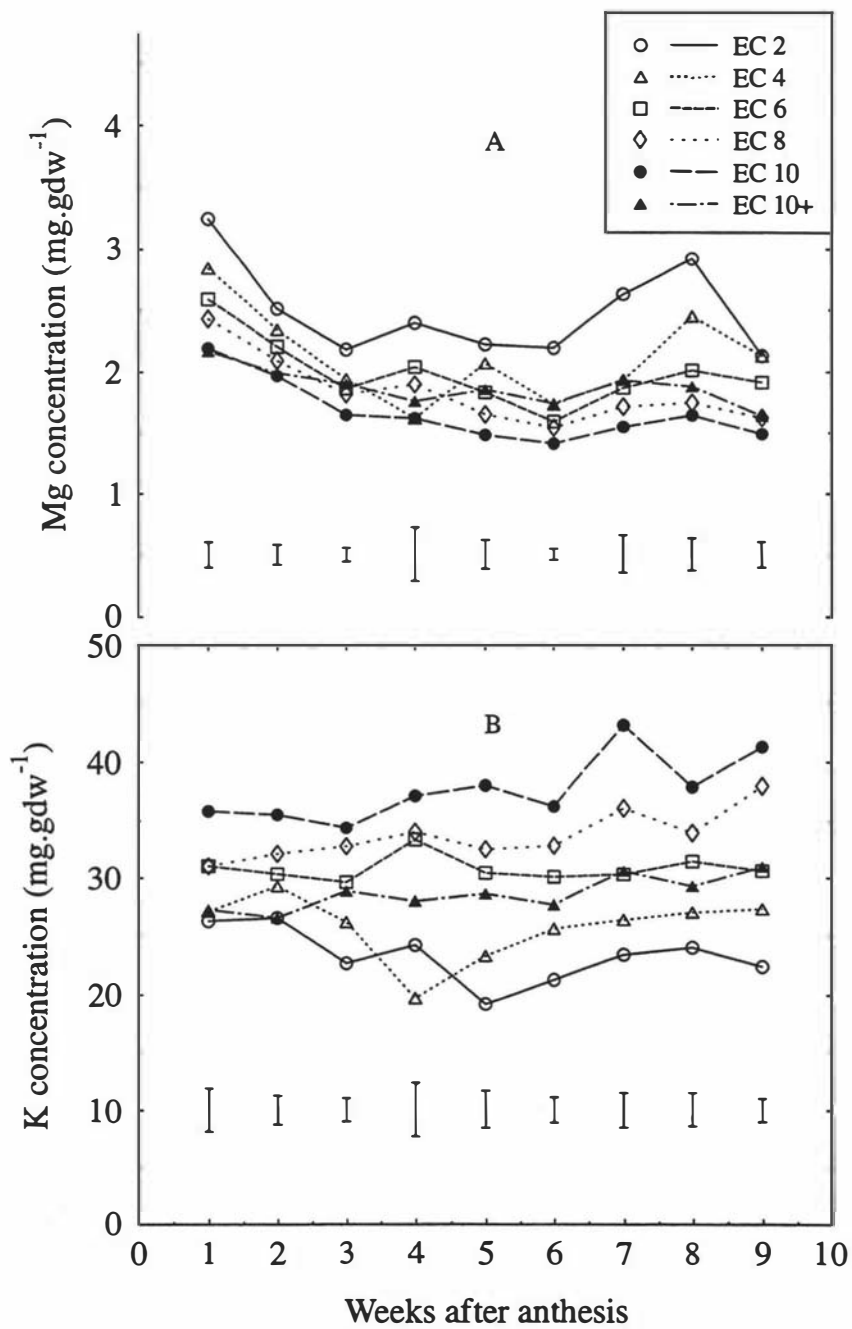 EC 2
EC 4
EC 6
EC 8
EC 10
EC 10+
A
Mg concentration (mg.gdw⁻¹)
4
3
2
1
0
B
K concentration (mg.gdw⁻¹)
50
40
30
20
10
0
0 1 2 3 4 5 6 7 8 9 10
Weeks after anthesis